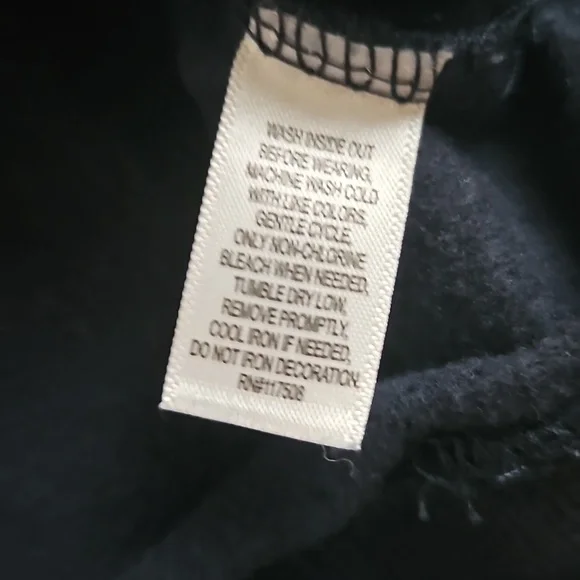 WASH INSIDE OUT
BEFORE WEARING,
MACHINE WASH COLD
WITH LIKE COLORS,
GENTLE CYCLE,
ONLY NON-CHLORINE
BLEACH WHEN NEEDED,
TUMBLE DRY LOW,
REMOVE PROMPTLY,
COOL IRON IF NEEDED,
DO NOT IRON DECORATION.
RN#117508